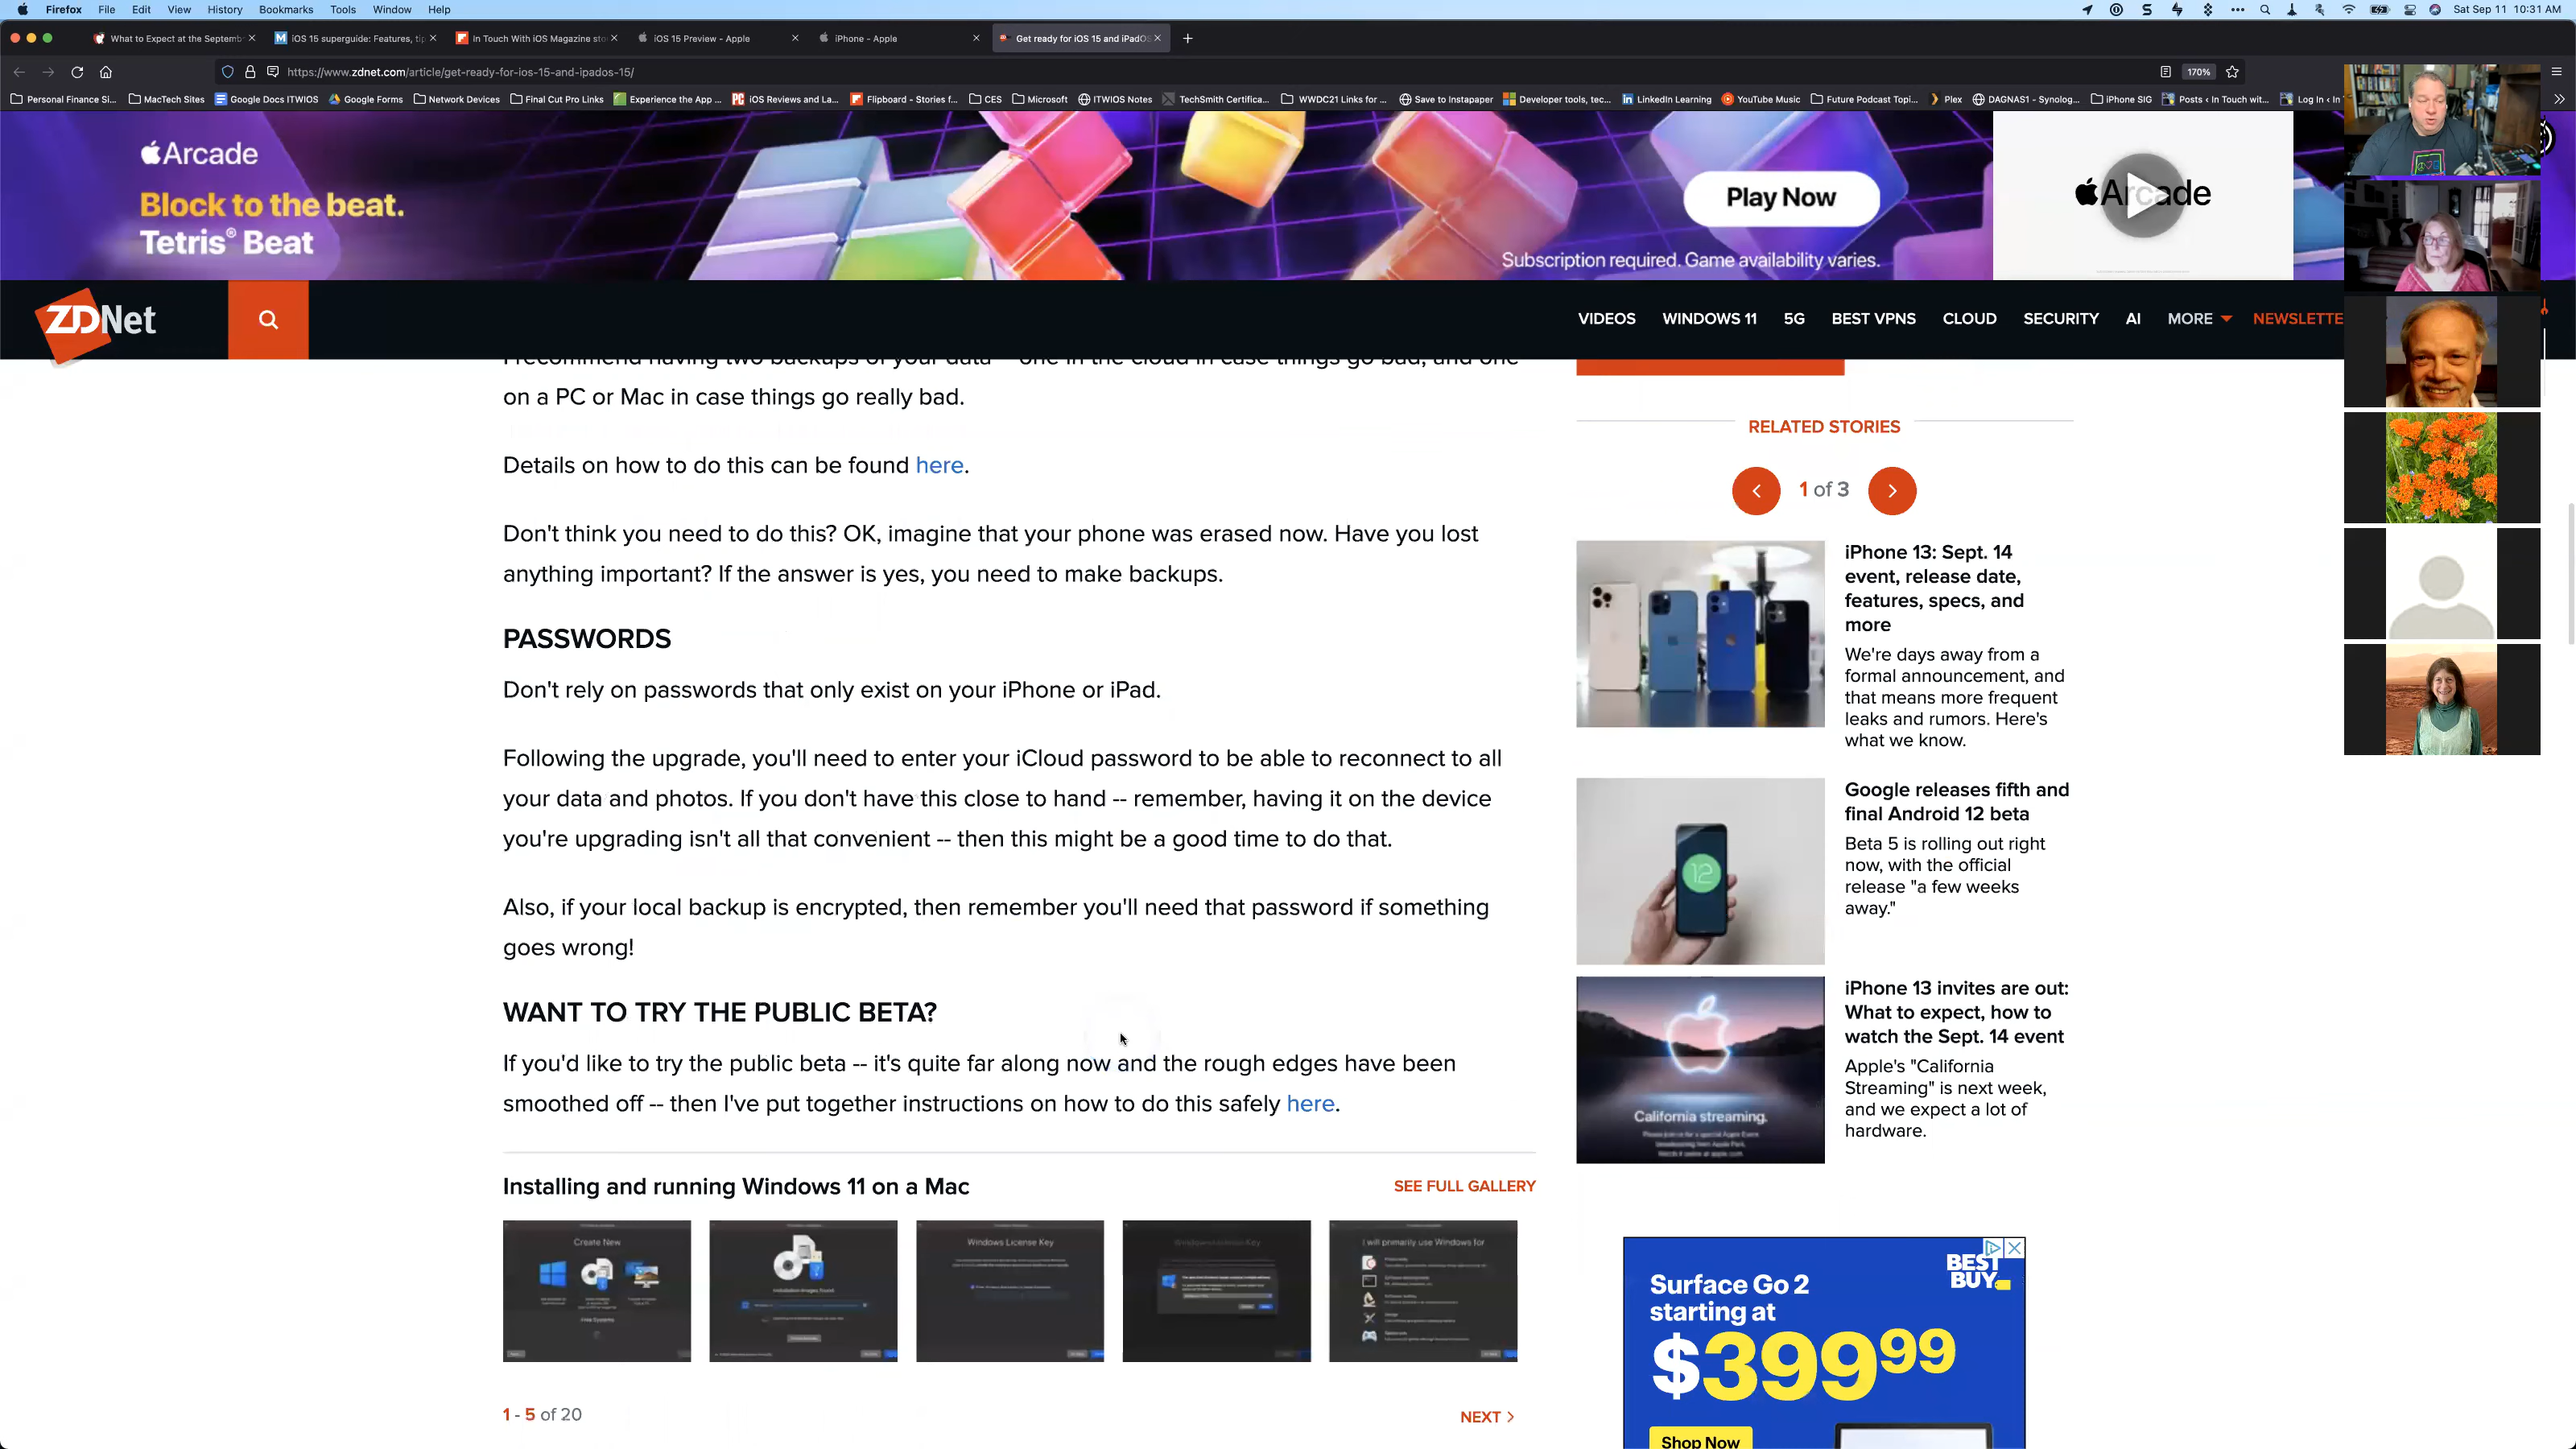 Firefox File Edit View History Bookmarks Tools Window Help
Sat Sep 11 10:31 AM
What to Expect at the Septemb
iOS 15 superguide: Features, tip
In Touch With iOS Magazine sto
iOS 15 Preview - Apple
iPhone - Apple
Get ready for iOS 15 and iPadOS
https://www.zdnet.com/article/get-ready-for-ios-15-and-ipados-15/
170%
Personal Finance Si... MacTech Sites Google Docs ITWIOS Google Forms Network Devices Final Cut Pro Links Experience the App ... iOS Reviews and La... Flipboard - Stories f... CES Microsoft ITWIOS Notes TechSmith Certifica... WWDC21 Links for ... Save to Instapaper Developer tools, tec... LinkedIn Learning YouTube Music Future Podcast Topi... Plex DAGNAS1 - Synolog... iPhone SIG Posts ‹ In Touch wit... Log In ‹ In
Arcade
Block to the beat.
Tetris® Beat
Play Now
Subscription required. Game availability varies.
Arcade
ZDNet
VIDEOS WINDOWS 11 5G BEST VPNS CLOUD SECURITY AI MORE NEWSLETTE
I recommend having two backups of your data -- one in the cloud in case things go bad, and one
on a PC or Mac in case things go really bad.
Details on how to do this can be found here.
Don't think you need to do this? OK, imagine that your phone was erased now. Have you lost
anything important? If the answer is yes, you need to make backups.
PASSWORDS
Don't rely on passwords that only exist on your iPhone or iPad.
Following the upgrade, you'll need to enter your iCloud password to be able to reconnect to all
your data and photos. If you don't have this close to hand -- remember, having it on the device
you're upgrading isn't all that convenient -- then this might be a good time to do that.
Also, if your local backup is encrypted, then remember you'll need that password if something
goes wrong!
WANT TO TRY THE PUBLIC BETA?
If you'd like to try the public beta -- it's quite far along now and the rough edges have been
smoothed off -- then I've put together instructions on how to do this safely here.
Installing and running Windows 11 on a Mac
SEE FULL GALLERY
Create New
Installation Images Found
Windows License Key
Windows License Key
I will primarily use Windows for
1 - 5 of 20
NEXT
RELATED STORIES
1 of 3
iPhone 13: Sept. 14
event, release date,
features, specs, and
more
We're days away from a
formal announcement, and
that means more frequent
leaks and rumors. Here's
what we know.
Google releases fifth and
final Android 12 beta
Beta 5 is rolling out right
now, with the official
release "a few weeks
away."
12
iPhone 13 invites are out:
What to expect, how to
watch the Sept. 14 event
Apple's "California
Streaming" is next week,
and we expect a lot of
hardware.
California streaming.
BEST
BUY
Surface Go 2
starting at
$399 99
Shop Now